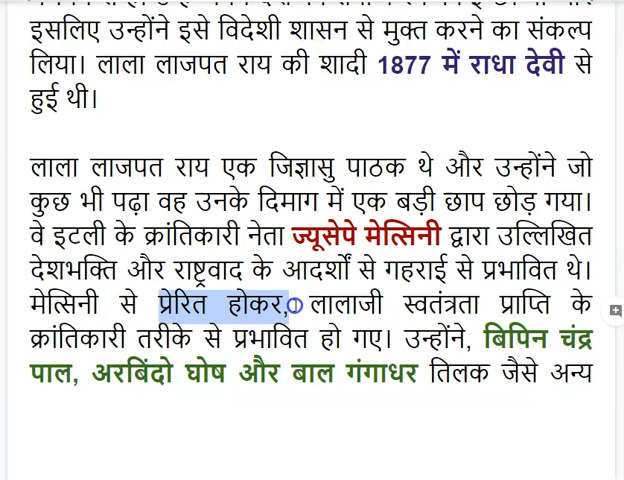 इसलिए उन्होंने इसे विदेशी शासन से मुक्त करने का संकल्प
लिया। लाला लाजपत राय की शादी 1877 में राधा देवी से
हुई थी।
लाला लाजपत राय एक जिज्ञासु पाठक थे और उन्होंने जो
कुछ भी पढ़ा वह उनके दिमाग में एक बड़ी छाप छोड़ गया।
वे इटली के क्रांतिकारी नेता ज्यूसेपे मेत्सिनी द्वारा उल्लिखित
देशभक्ति और राष्ट्रवाद के आदर्शों से गहराई से प्रभावित थे।
मेत्सिनी से प्रेरित होकर, लालाजी स्वतंत्रता प्राप्ति के
क्रांतिकारी तरीके से प्रभावित हो गए। उन्होंने, बिपिन चंद्र
पाल, अरबिंदो घोष और बाल गंगाधर तिलक जैसे अन्य